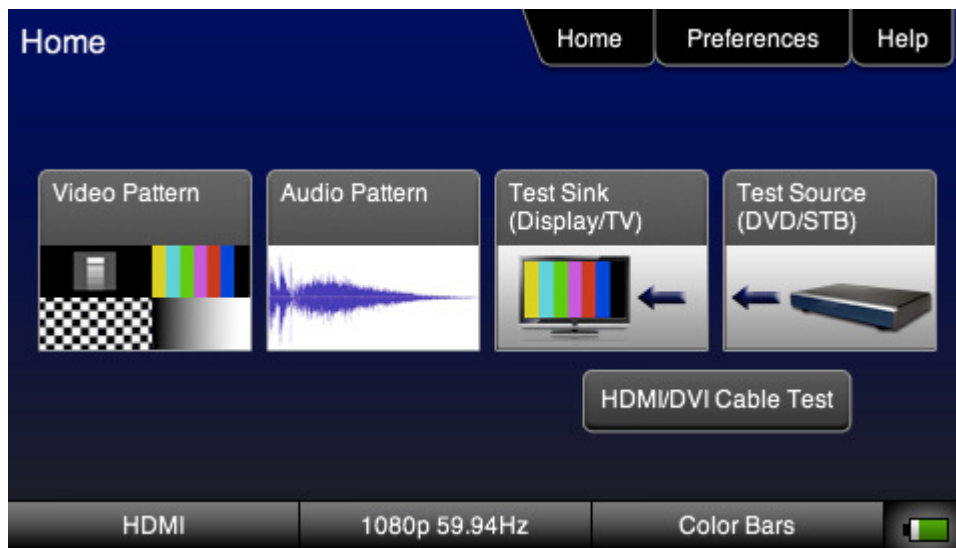 Home
Home Preferences Help
Video Pattern
Audio Pattern
Test Sink
(Display/TV)
Test Source
(DVD/STB)
HDMI/DVI Cable Test
HDMI 1080p 59.94Hz Color Bars